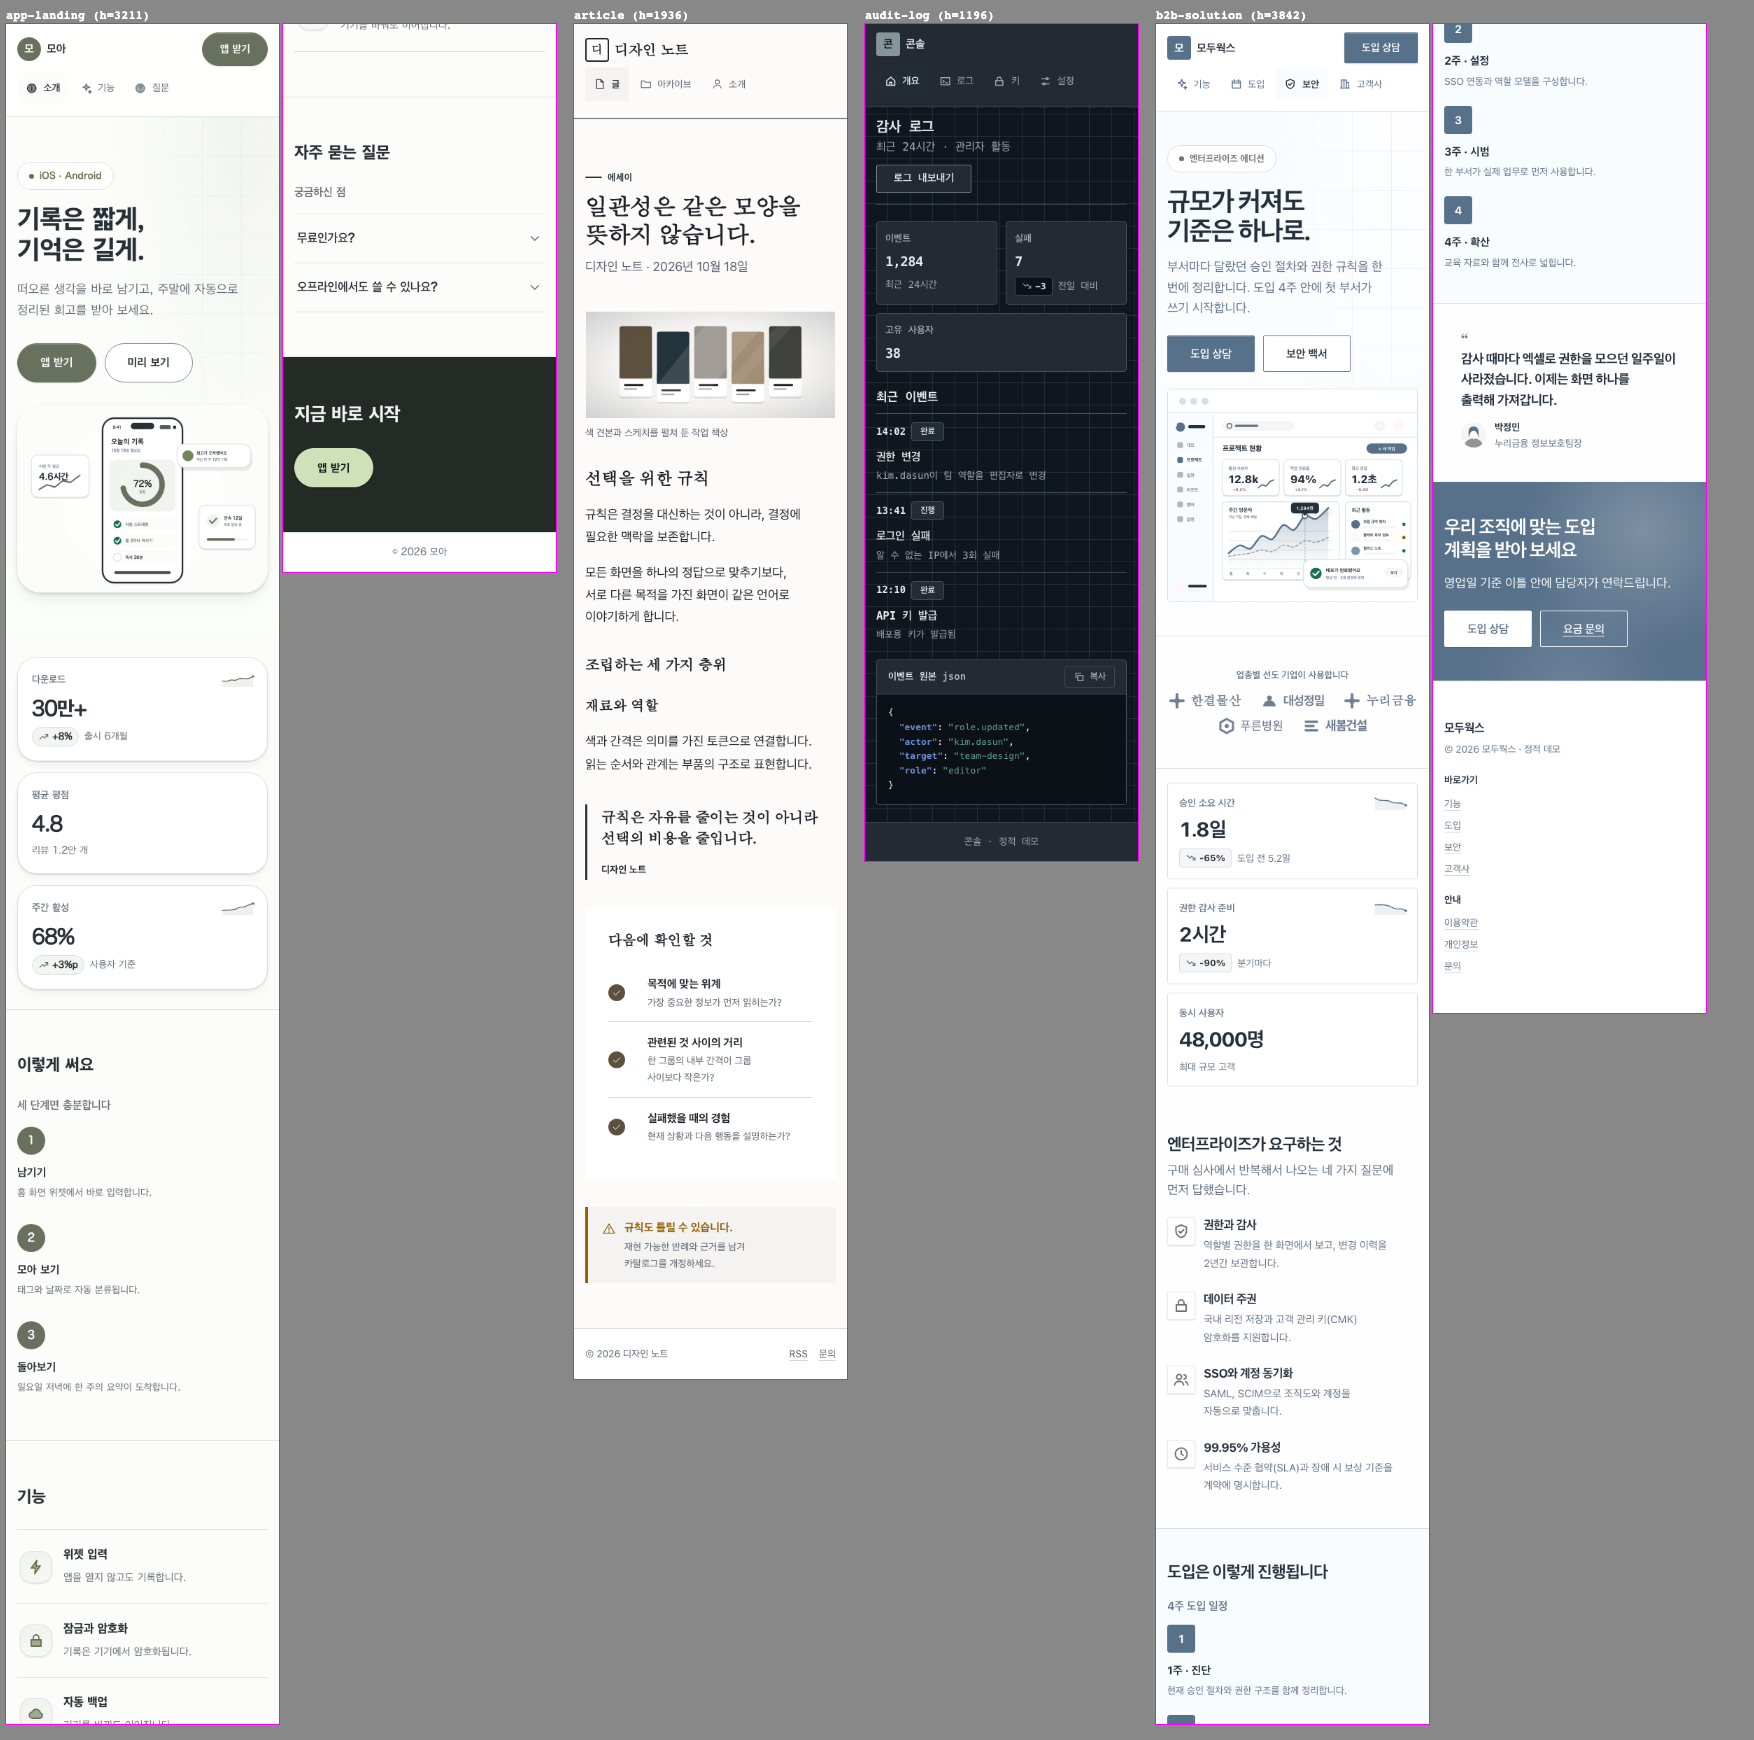 app-landing (h=3211)
모 모아
앱 받기
소개 기능 질문
iOS · Android
기록은 짧게,
기억은 길게.
떠오른 생각을 바로 남기고, 주말에 자동으로
정리된 회고를 받아 보세요.
앱 받기 미리 보기
9:41
오늘의 기록
4.6시간
72%
다운로드
30만+
+8% 출시 6개월
평균 평점
4.8
리뷰 1.2만 개
주간 활성
68%
+3%p 사용자 기준
이렇게 써요
세 단계면 충분합니다
1
남기기
홈 화면 위젯에서 바로 입력합니다.
2
모아 보기
태그와 날짜로 자동 분류됩니다.
3
돌아보기
일요일 저녁에 한 주의 요약이 도착합니다.
기능
위젯 입력
앱을 열지 않고도 기록합니다.
잠금과 암호화
기록은 기기에서 암호화됩니다.
자동 백업
자주 묻는 질문
궁금하신 점
무료인가요?
오프라인에서도 쓸 수 있나요?
지금 바로 시작
앱 받기
© 2026 모아
article (h=1936)
디 디자인 노트
글 아카이브 소개
에세이
일관성은 같은 모양을
뜻하지 않습니다.
디자인 노트 · 2026년 10월 18일
색 견본과 스케치를 펼쳐 둔 작업 책상
선택을 위한 규칙
규칙은 결정을 대신하는 것이 아니라, 결정에
필요한 맥락을 보존합니다.
모든 화면을 하나의 정답으로 맞추기보다,
서로 다른 목적을 가진 화면이 같은 언어로
이야기하게 합니다.
조립하는 세 가지 층위
재료와 역할
색과 간격은 의미를 가진 토큰으로 연결합니다.
읽는 순서와 관계는 부품의 구조로 표현합니다.
규칙은 자유를 줄이는 것이 아니라
선택의 비용을 줄입니다.
디자인 노트
다음에 확인할 것
목적에 맞는 위계
가장 중요한 정보가 먼저 읽히는가?
관련된 것 사이의 거리
한 그룹의 내부 간격이 그룹
사이보다 작은가?
실패했을 때의 경험
현재 상황과 다음 행동을 설명하는가?
규칙도 틀릴 수 있습니다.
재현 가능한 반례와 근거를 남겨
카탈로그를 개정하세요.
© 2026 디자인 노트 RSS 문의
audit-log (h=1196)
콘 콘솔
개요 로그 키 설정
감사 로그
최근 24시간 · 관리자 활동
로그 내보내기
이벤트
1,284
최근 24시간
실패
7
-3 전일 대비
고유 사용자
38
최근 이벤트
14:02 완료
권한 변경
kim.dasun이 팀 역할을 편집자로 변경
13:41 진행
로그인 실패
알 수 없는 IP에서 3회 실패
12:10 완료
API 키 발급
배포용 키가 발급됨
이벤트 원본 json 복사
{
"event": "role.updated",
"actor": "kim.dasun",
"target": "team-design",
"role": "editor"
}
콘솔 · 정적 데모
b2b-solution (h=3842)
모 모두웍스
도입 상담
기능 도입 보안 고객사
엔터프라이즈 에디션
규모가 커져도
기준은 하나로.
부서마다 달랐던 승인 절차와 권한 규칙을 한
번에 정리합니다. 도입 4주 안에 첫 부서가
쓰기 시작합니다.
도입 상담 보안 백서
프로젝트 현황
12.8k 94% 1.2초
업종별 선도 기업이 사용합니다
한결물산 대성정밀 누리금융
푸른병원 새봄건설
승인 소요 시간
1.8일
-65% 도입 전 5.2일
권한 감사 준비
2시간
-90% 분기마다
동시 사용자
48,000명
최대 규모 고객
엔터프라이즈가 요구하는 것
구매 심사에서 반복해서 나오는 네 가지 질문에
먼저 답했습니다.
권한과 감사
역할별 권한을 한 화면에서 보고, 변경 이력을
2년간 보관합니다.
데이터 주권
국내 리전 저장과 고객 관리 키(CMK)
암호화를 지원합니다.
SSO와 계정 동기화
SAML, SCIM으로 조직도와 계정을
자동으로 맞춥니다.
99.95% 가용성
서비스 수준 협약(SLA)과 장애 시 보상 기준을
계약에 명시합니다.
도입은 이렇게 진행됩니다
4주 도입 일정
1
1주 · 진단
현재 승인 절차와 권한 구조를 함께 정리합니다.
2
2주 · 설정
SSO 연동과 역할 모델을 구성합니다.
3
3주 · 시범
한 부서가 실제 업무로 먼저 사용합니다.
4
4주 · 확산
교육 자료와 함께 전사로 넓힙니다.
“
감사 때마다 엑셀로 권한을 모으던 일주일이
사라졌습니다. 이제는 화면 하나를
출력해 가져갑니다.
박정민
누리금융 정보보호팀장
우리 조직에 맞는 도입
계획을 받아 보세요
영업일 기준 이틀 안에 담당자가 연락드립니다.
도입 상담 요금 문의
모두웍스
© 2026 모두웍스 · 정적 데모
바로가기
기능
도입
보안
고객사
안내
이용약관
개인정보
문의